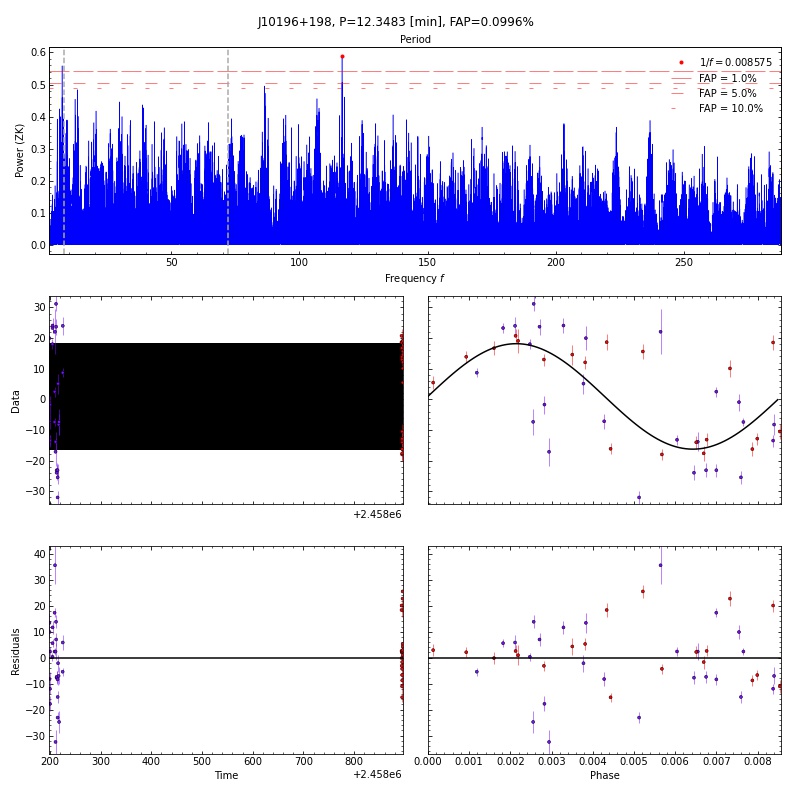 J10196+198, P=12.3483 [min], FAP=0.0996%
Period
0.6
0.5
0.4
0.3
0.2
0.1
0.0
Power (ZK)
1/f = 0.008575
FAP = 1.0%
FAP = 5.0%
FAP = 10.0%
50 100 150 200 250
Frequency f
30
20
10
0
−10
−20
−30
Data
+2.458e6
40
30
20
10
0
−10
−20
−30
Residuals
200 300 400 500 600 700 800
Time
+2.458e6
0.000 0.001 0.002 0.003 0.004 0.005 0.006 0.007 0.008
Phase